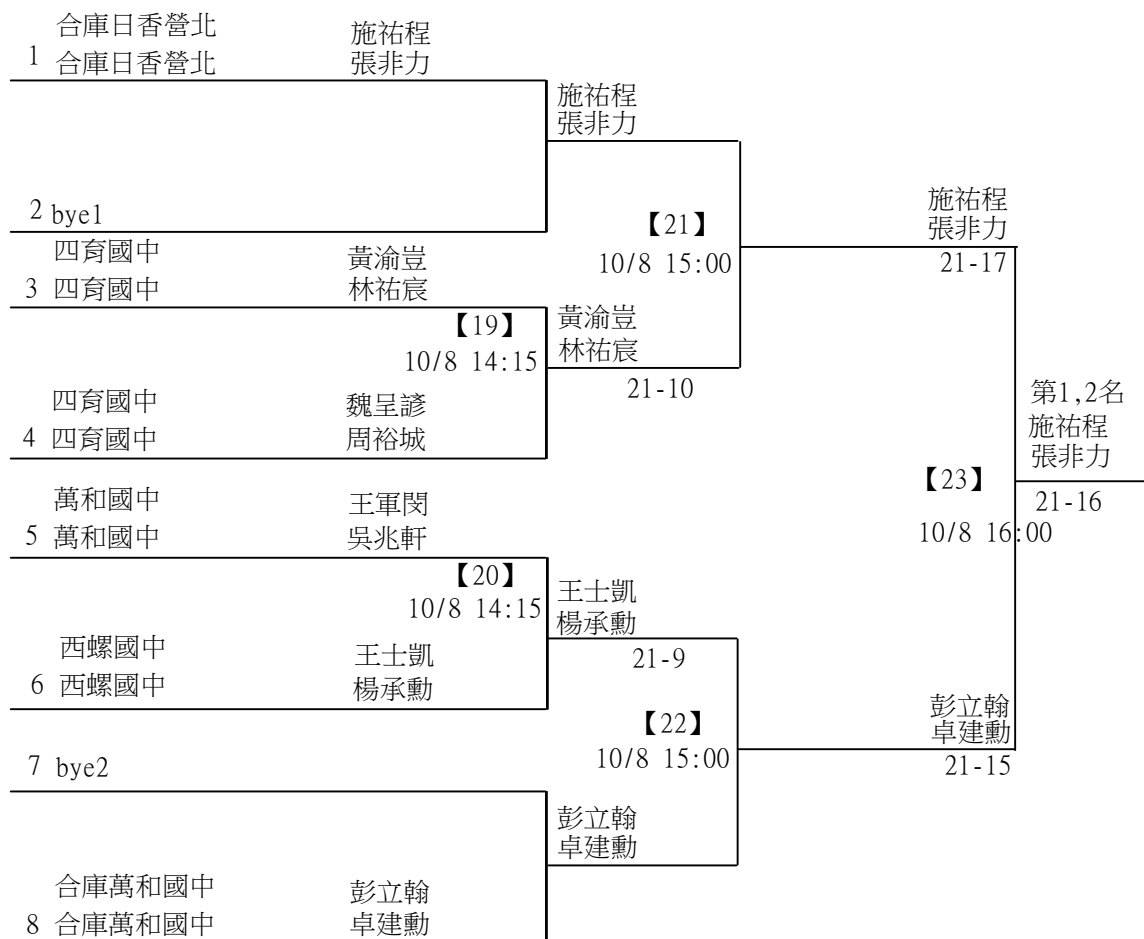 合庫日香營北 施祐程
1 合庫日香營北 張非力
施祐程
張非力
2 bye1
施祐程
張非力
【21】
10/8 15:00
21-17
四育國中 黃渝豈
3 四育國中 林祐宸
【19】
10/8 14:15
黃渝豈
林祐宸
21-10
四育國中 魏呈諺
4 四育國中 周裕城
第1,2名
施祐程
張非力
【23】
21-16
10/8 16:00
萬和國中 王軍閔
5 萬和國中 吳兆軒
【20】
10/8 14:15
王士凱
楊承勳
21-9
西螺國中 王士凱
6 西螺國中 楊承勳
【22】
10/8 15:00
彭立翰
卓建勳
21-15
7 bye2
彭立翰
卓建勳
合庫萬和國中 彭立翰
8 合庫萬和國中 卓建勳